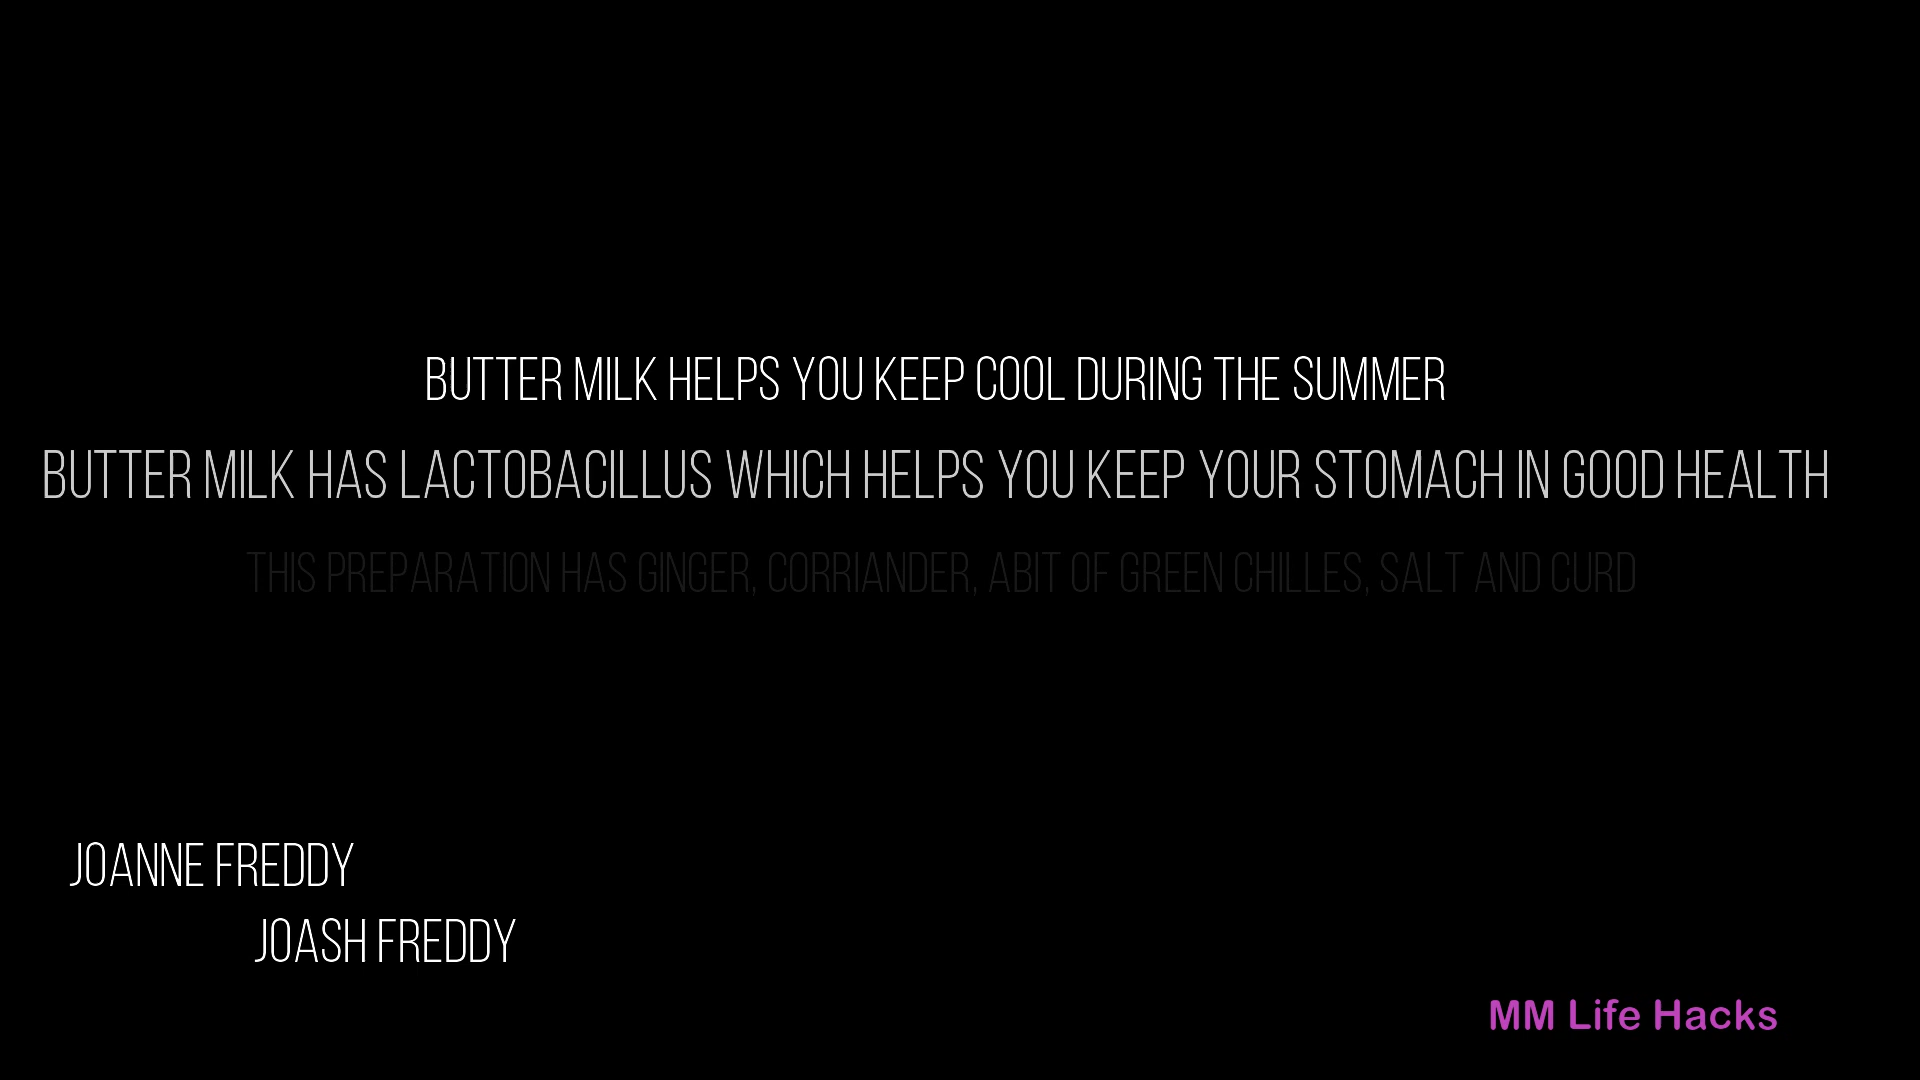 BUTTER MILK HELPS YOU KEEP COOL DURING THE SUMMER
BUTTER MILK HAS LACTOBACILLUS WHICH HELPS YOU KEEP YOUR STOMACH IN GOOD HEALTH
THIS PREPARATION HAS GINGER, CORRIANDER, ABIT OF GREEN CHILLES, SALT AND CURD
JOANNE FREDDY
JOASH FREDDY
MM Life Hacks